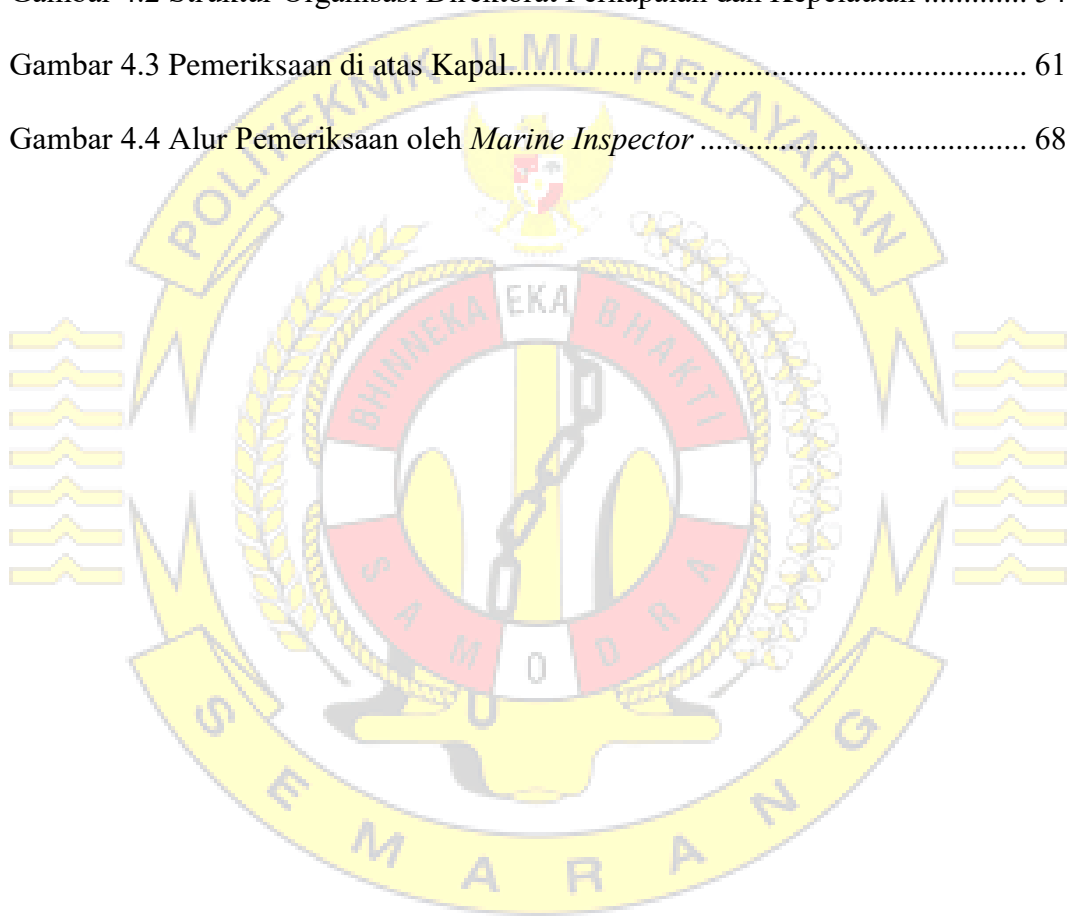 Gambar 4.3 Pemeriksaan di atas Kapal.................................................................. 61
Gambar 4.4 Alur Pemeriksaan oleh Marine Inspector ......................................... 68
POLITEKNIK ILMU PELAYARAN
BHINNEKA EKA BHAKTI
SAMODRA
SEMARANG